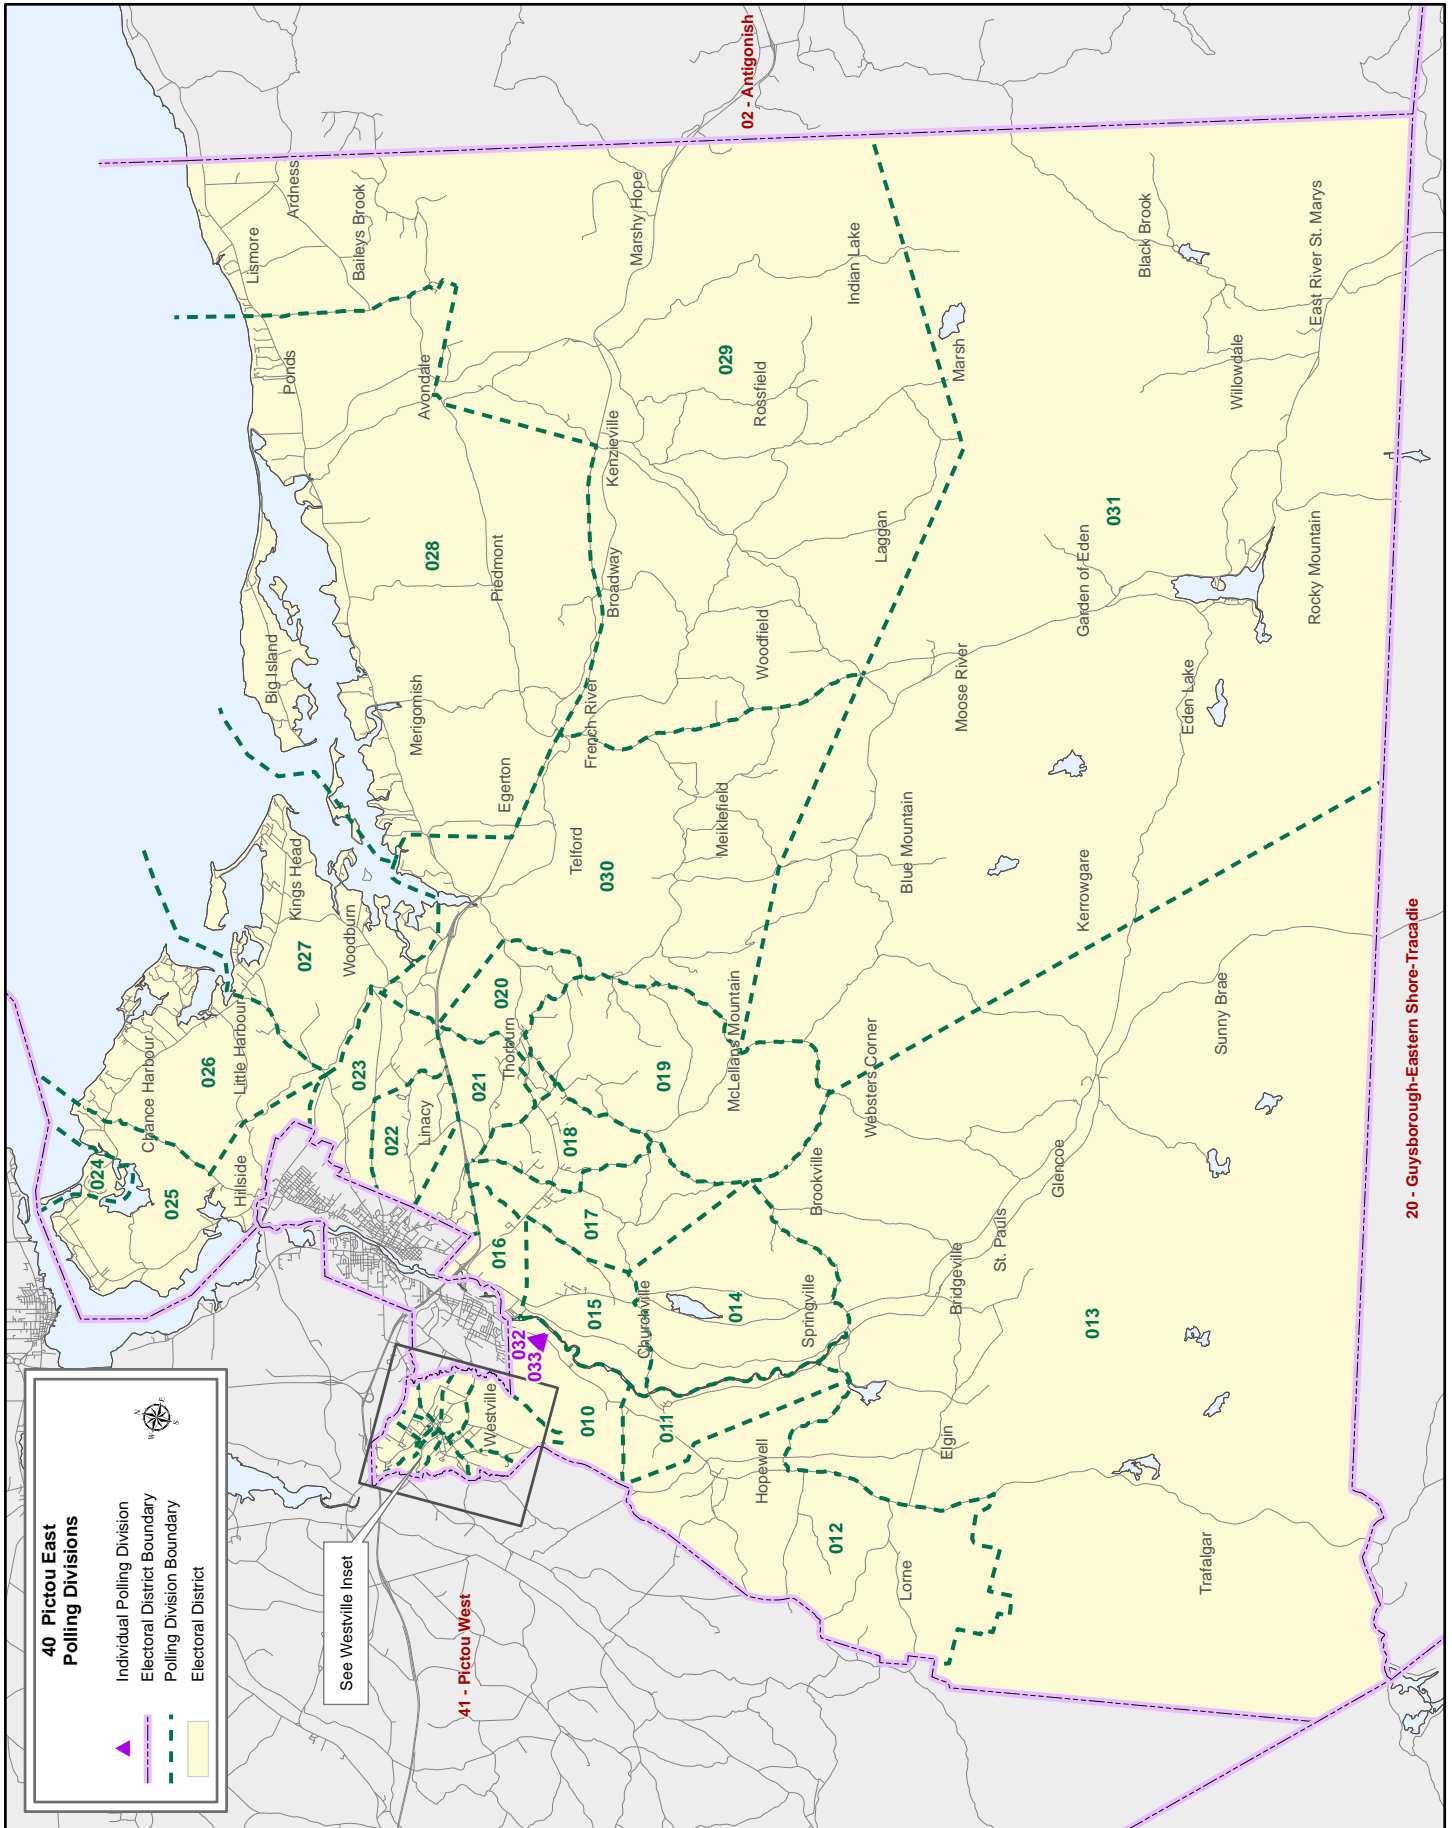 40 Pictou East
Polling Divisions
Individual Polling Division
Electoral District Boundary
Polling Division Boundary
Electoral District
N
E
S
W
See Westville Inset
41 - Pictou West
02 - Antigonish
20 - Guysborough-Eastern Shore-Tracadie
Lismore
Ardness
Baileys Brook
Ponds
Avondale
Marshy Hope
Indian Lake
Black Brook
East River St. Marys
Willowdale
Marsh
Rossfield
029
Kenzieville
028
Piedmont
Broadway
Laggan
031
Garden of Eden
Rocky Mountain
Big Island
Merigomish
Woodfield
Moose River
Eden Lake
French River
Egerton
Telford
030
Meiklefield
Blue Mountain
Kerrowgare
Kings Head
Woodburn
027
Little Harbour
026
Chance Harbour
023
020
Thorburn
021
019
McLellans Mountain
Websters Corner
Sunny Brae
024
025
Hillside
022
Linacy
018
Brookville
Glencoe
St. Pauls
Bridgeville
017
016
015
Churchville
014
Springville
013
032
033
Westville
010
011
Hopewell
Elgin
012
Lorne
Trafalgar